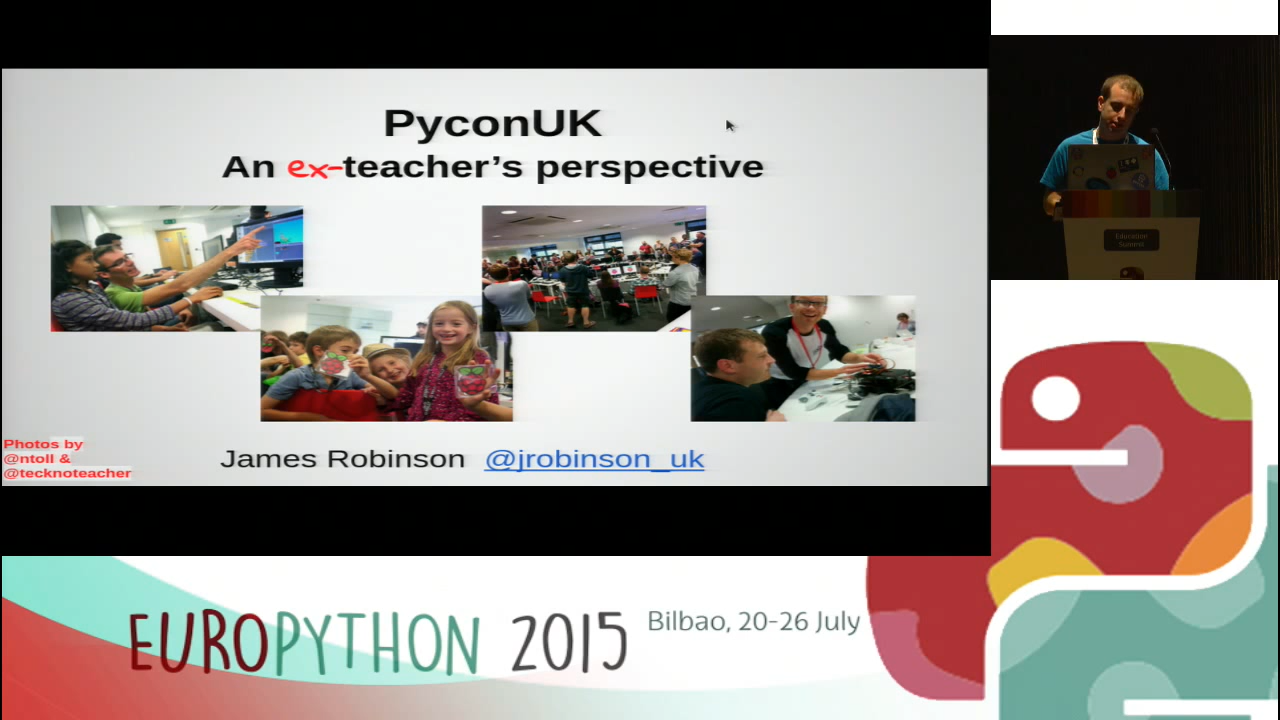 PyconUK
An ex-teacher's perspective
Photos by
@ntoll &
@tecknoteacher
James Robinson @jrobinson_uk
Education
Summit
EUROPYTHON 2015
Bilbao, 20-26 July